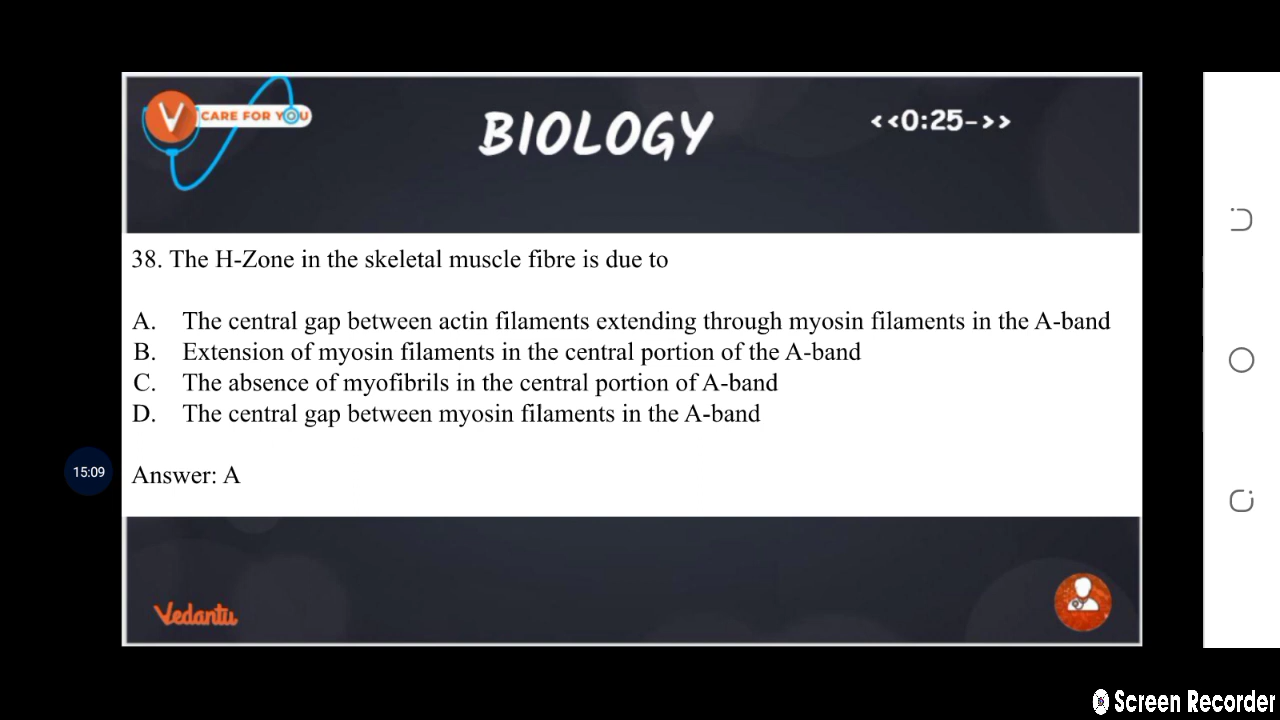 V CARE FOR YOU
BIOLOGY
<<0:25->>
38. The H-Zone in the skeletal muscle fibre is due to
A. The central gap between actin filaments extending through myosin filaments in the A-band
B. Extension of myosin filaments in the central portion of the A-band
C. The absence of myofibrils in the central portion of A-band
D. The central gap between myosin filaments in the A-band
15:09
Answer: A
Vedantu
Screen Recorder